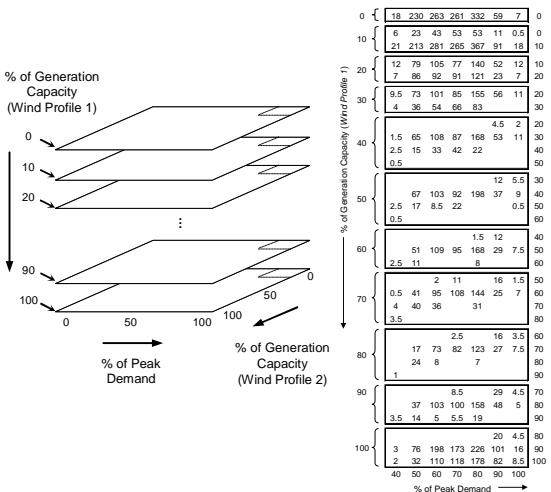 % of Generation
Capacity
(Wind Profile 1)
0
10
20
⋮
90
100
0 50 100
100
50
0
% of Peak
Demand
% of Generation
Capacity
(Wind Profile 2)
% of Generation Capacity (Wind Profile 1)
0 { 18 230 263 261 332 59 7 0
10 { 6 23 43 53 53 11 0.5 0
21 213 281 265 367 91 18 10
20 { 12 79 105 77 140 52 12 10
7 86 92 91 121 23 7 20
30 { 9.5 73 101 85 155 56 11 20
4 36 54 66 83 30
40 { 4.5 2 20
1.5 65 108 87 168 53 11 30
2.5 15 33 42 22 40
0.5 50
50 { 12 5.5 30
67 103 92 198 37 9 40
2.5 17 8.5 22 0.5 50
0.5 60
60 { 1.5 12 40
51 109 95 168 29 7.5 50
2.5 11 8 60
70 { 2 11 16 1.5 50
0.5 41 95 108 144 25 7 60
4 40 36 31 70
3.5 80
80 { 2.5 16 3.5 60
17 73 82 123 27 7.5 70
24 8 7 80
1 90
90 { 8.5 29 4.5 70
37 103 100 158 48 5 80
3.5 14 5 5.5 19 90
100 { 20 4.5 80
3 76 198 173 226 101 16 90
2 32 110 118 178 82 8.5 100
40 50 60 70 80 90 100
% of Peak Demand